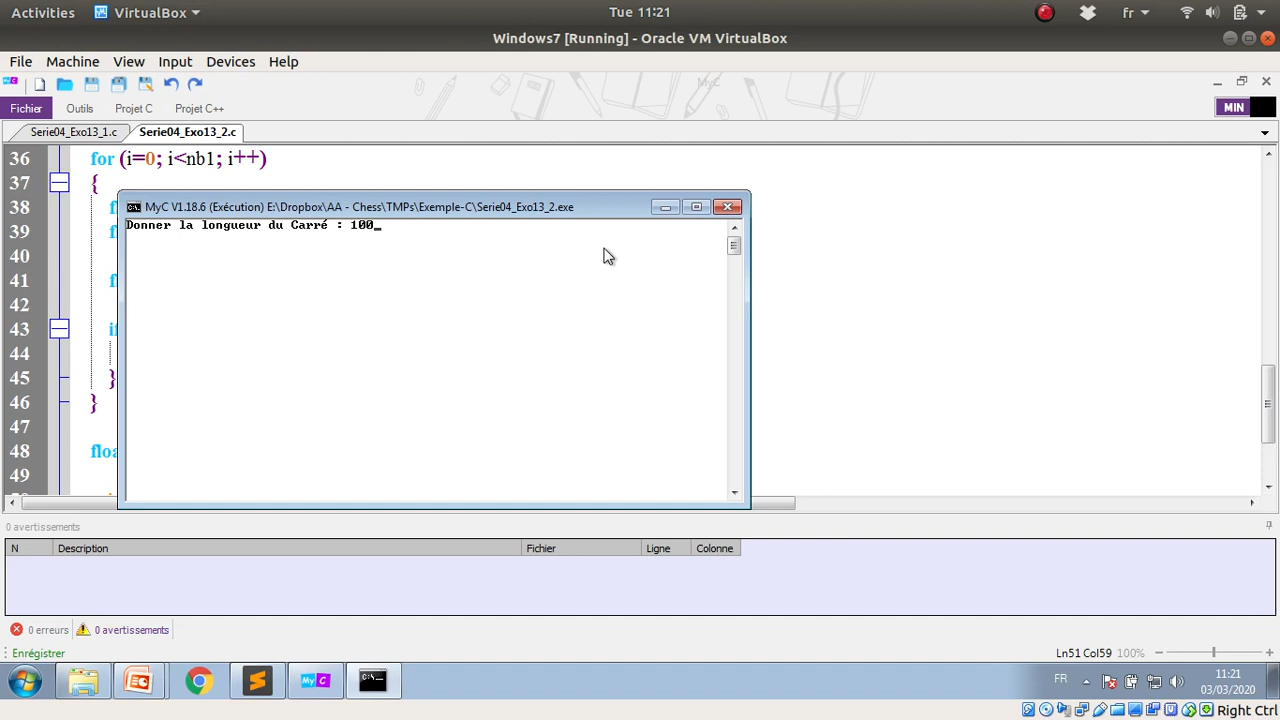 Activities VirtualBox Tue 11:21 fr
Windows7 [Running] - Oracle VM VirtualBox
File Machine View Input Devices Help
MyC
Fichier Outils Projet C Projet C++ MIN
Serie04_Exo13_1.c Serie04_Exo13_2.c
36 for (i=0; i<nb1; i++)
37 {
MyC V1.18.6 (Exécution) E:\Dropbox\AA - Chess\TMPs\Exemple-C\Serie04_Exo13_2.exe
38 f
Donner la longueur du Carré : 100_
39 fl
40
41 f
42
43 if
44
45 }
46 }
47
48 floa
49
0 avertissements
N Description Fichier Ligne Colonne
0 erreurs 0 avertissements
Enrégistrer Ln51 Col59 100%
C:\. FR 11:21
03/03/2020
Right Ctrl